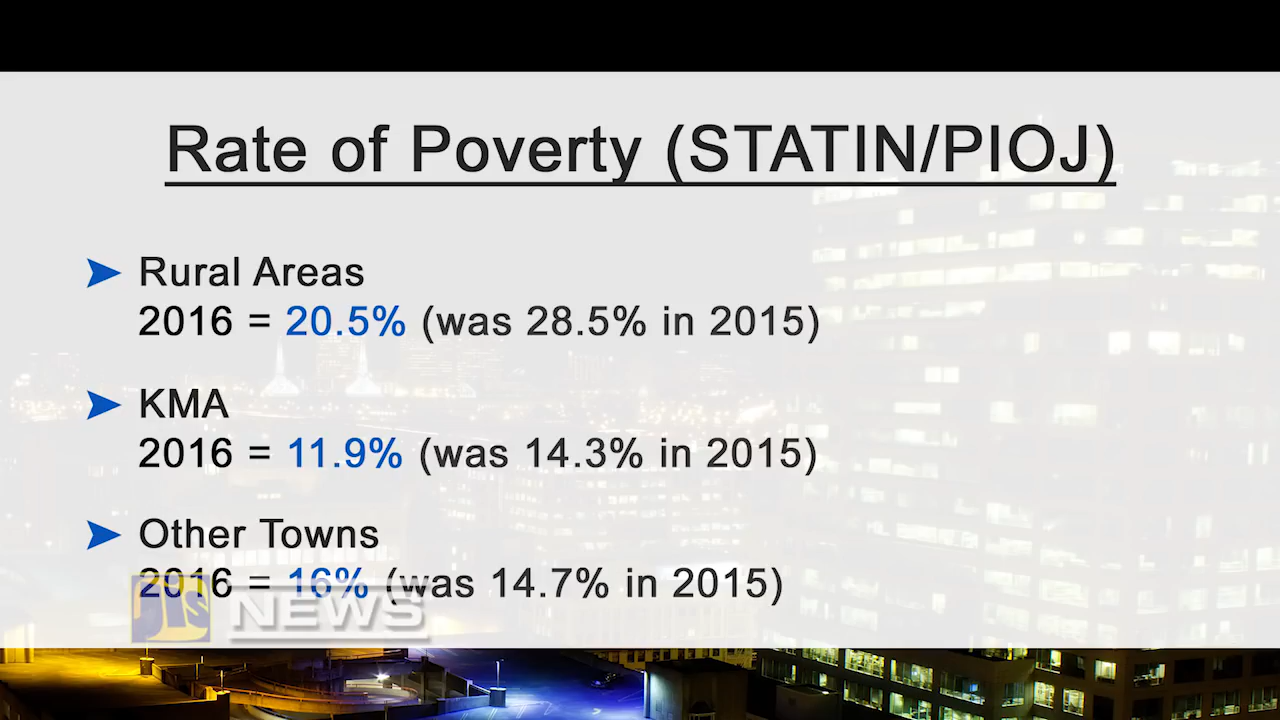 Rate of Poverty (STATIN/PIOJ)
Rural Areas
2016 = 20.5% (was 28.5% in 2015)
KMA
2016 = 11.9% (was 14.3% in 2015)
Other Towns
2016 = 16% (was 14.7% in 2015)
NEWS